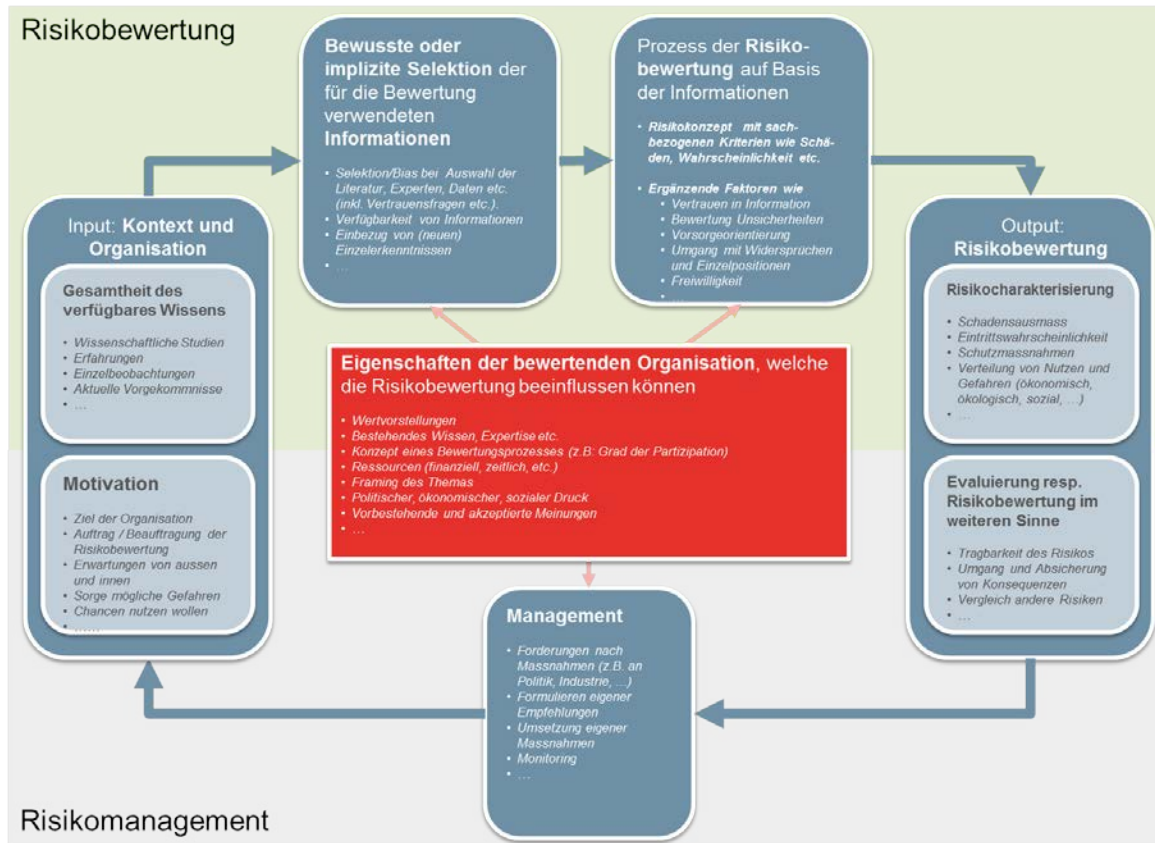 Risikobewertung
Bewusste oder
implizite Selektion der
für die Bewertung
verwendeten
Informationen
• Selektion/Bias bei Auswahl der
Literatur, Experten, Daten etc.
(inkl. Vertrauensfragen etc.).
• Verfügbarkeit von Informationen
• Einbezug von (neuen)
Einzelerkenntnissen
• …
Prozess der Risiko-
bewertung auf Basis
der Informationen
• Risikokonzept mit sach-
bezogenen Kriterien wie Schä-
den, Wahrscheinlichkeit etc.
• Ergänzende Faktoren wie
• Vertrauen in Information
• Bewertung Unsicherheiten
• Vorsorgeorientierung
• Umgang mit Widersprüchen
und Einzelpositionen
• Freiwilligkeit
• …
Input: Kontext und
Organisation
Gesamtheit des
verfügbares Wissens
• Wissenschaftliche Studien
• Erfahrungen
• Einzelbeobachtungen
• Aktuelle Vorgekommnisse
• …
Motivation
• Ziel der Organisation
• Auftrag / Beauftragung der
Risikobewertung
• Erwartungen von aussen
und innen
• Sorge mögliche Gefahren
• Chancen nutzen wollen
• ……
Eigenschaften der bewertenden Organisation, welche
die Risikobewertung beeinflussen können
• Wertvorstellungen
• Bestehendes Wissen, Expertise etc.
• Konzept eines Bewertungsprozesses (z.B: Grad der Partizipation)
• Ressourcen (finanziell, zeitlich, etc.)
• Framing des Themas
• Politischer, ökonomischer, sozialer Druck
• Vorbestehende und akzeptierte Meinungen
• …
Output:
Risikobewertung
Risikocharakterisierung
• Schadensausmass
• Eintrittswahrscheinlichkeit
• Schutzmassnahmen
• Verteilung von Nutzen und
Gefahren (ökonomisch,
ökologisch, sozial, …)
• …
Evaluierung resp.
Risikobewertung im
weiteren Sinne
• Tragbarkeit des Risikos
• Umgang und Absicherung
von Konsequenzen
• Vergleich andere Risiken
• …
Management
• Forderungen nach
Massnahmen (z.B. an
Politik, Industrie, …)
• Formulieren eigener
Empfehlungen
• Umsetzung eigener
Massnahmen
• Monitoring
• …
Risikomanagement